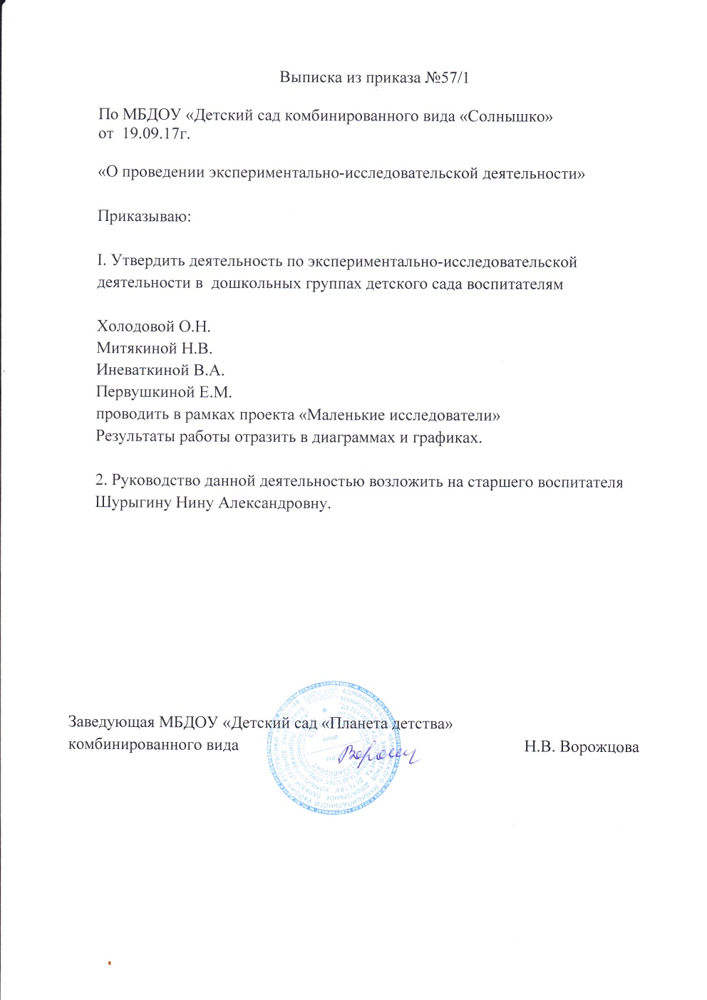 Выписка из приказа №57/1
По МБДОУ «Детский сад комбинированного вида «Солнышко»
от 19.09.17г.
«О проведении экспериментально-исследовательской деятельности»
Приказываю:
I. Утвердить деятельность по экспериментально-исследовательской
деятельности в дошкольных группах детского сада воспитателям
Холодовой О.Н.
Митякиной Н.В.
Иневаткиной В.А.
Первушкиной Е.М.
проводить в рамках проекта «Маленькие исследователи»
Результаты работы отразить в диаграммах и графиках.
2. Руководство данной деятельностью возложить на старшего воспитателя
Шурыгину Нину Александровну.
Заведующая МБДОУ «Детский сад «Планета детства»
комбинированного вида Н.В. Ворожцова